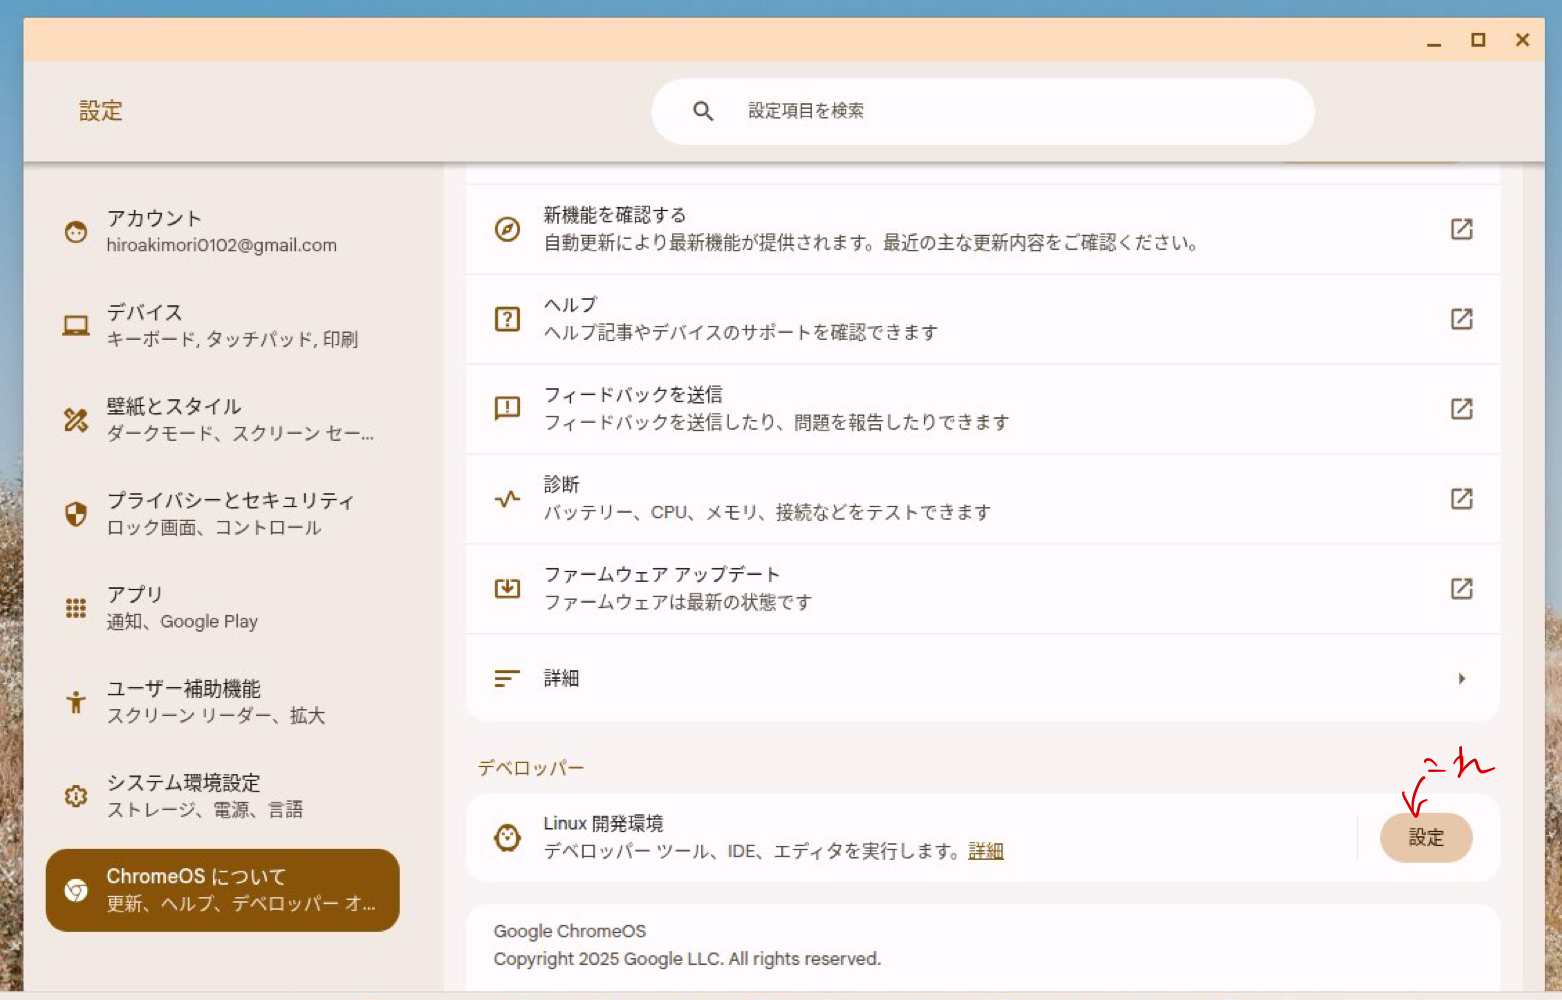 設定
設定項目を検索
アカウント
hiroakimori0102@gmail.com
デバイス
キーボード, タッチパッド, 印刷
壁紙とスタイル
ダークモード、スクリーン セー...
プライバシーとセキュリティ
ロック画面、コントロール
アプリ
通知、Google Play
ユーザー補助機能
スクリーン リーダー、拡大
システム環境設定
ストレージ、電源、言語
ChromeOS について
更新、ヘルプ、デベロッパー オ...
新機能を確認する
自動更新により最新機能が提供されます。最近の主な更新内容をご確認ください。
ヘルプ
ヘルプ記事やデバイスのサポートを確認できます
フィードバックを送信
フィードバックを送信したり、問題を報告したりできます
診断
バッテリー、CPU、メモリ、接続などをテストできます
ファームウェア アップデート
ファームウェアは最新の状態です
詳細
デベロッパー
これ
Linux 開発環境
デベロッパー ツール、IDE、エディタを実行します。詳細
設定
Google ChromeOS
Copyright 2025 Google LLC. All rights reserved.